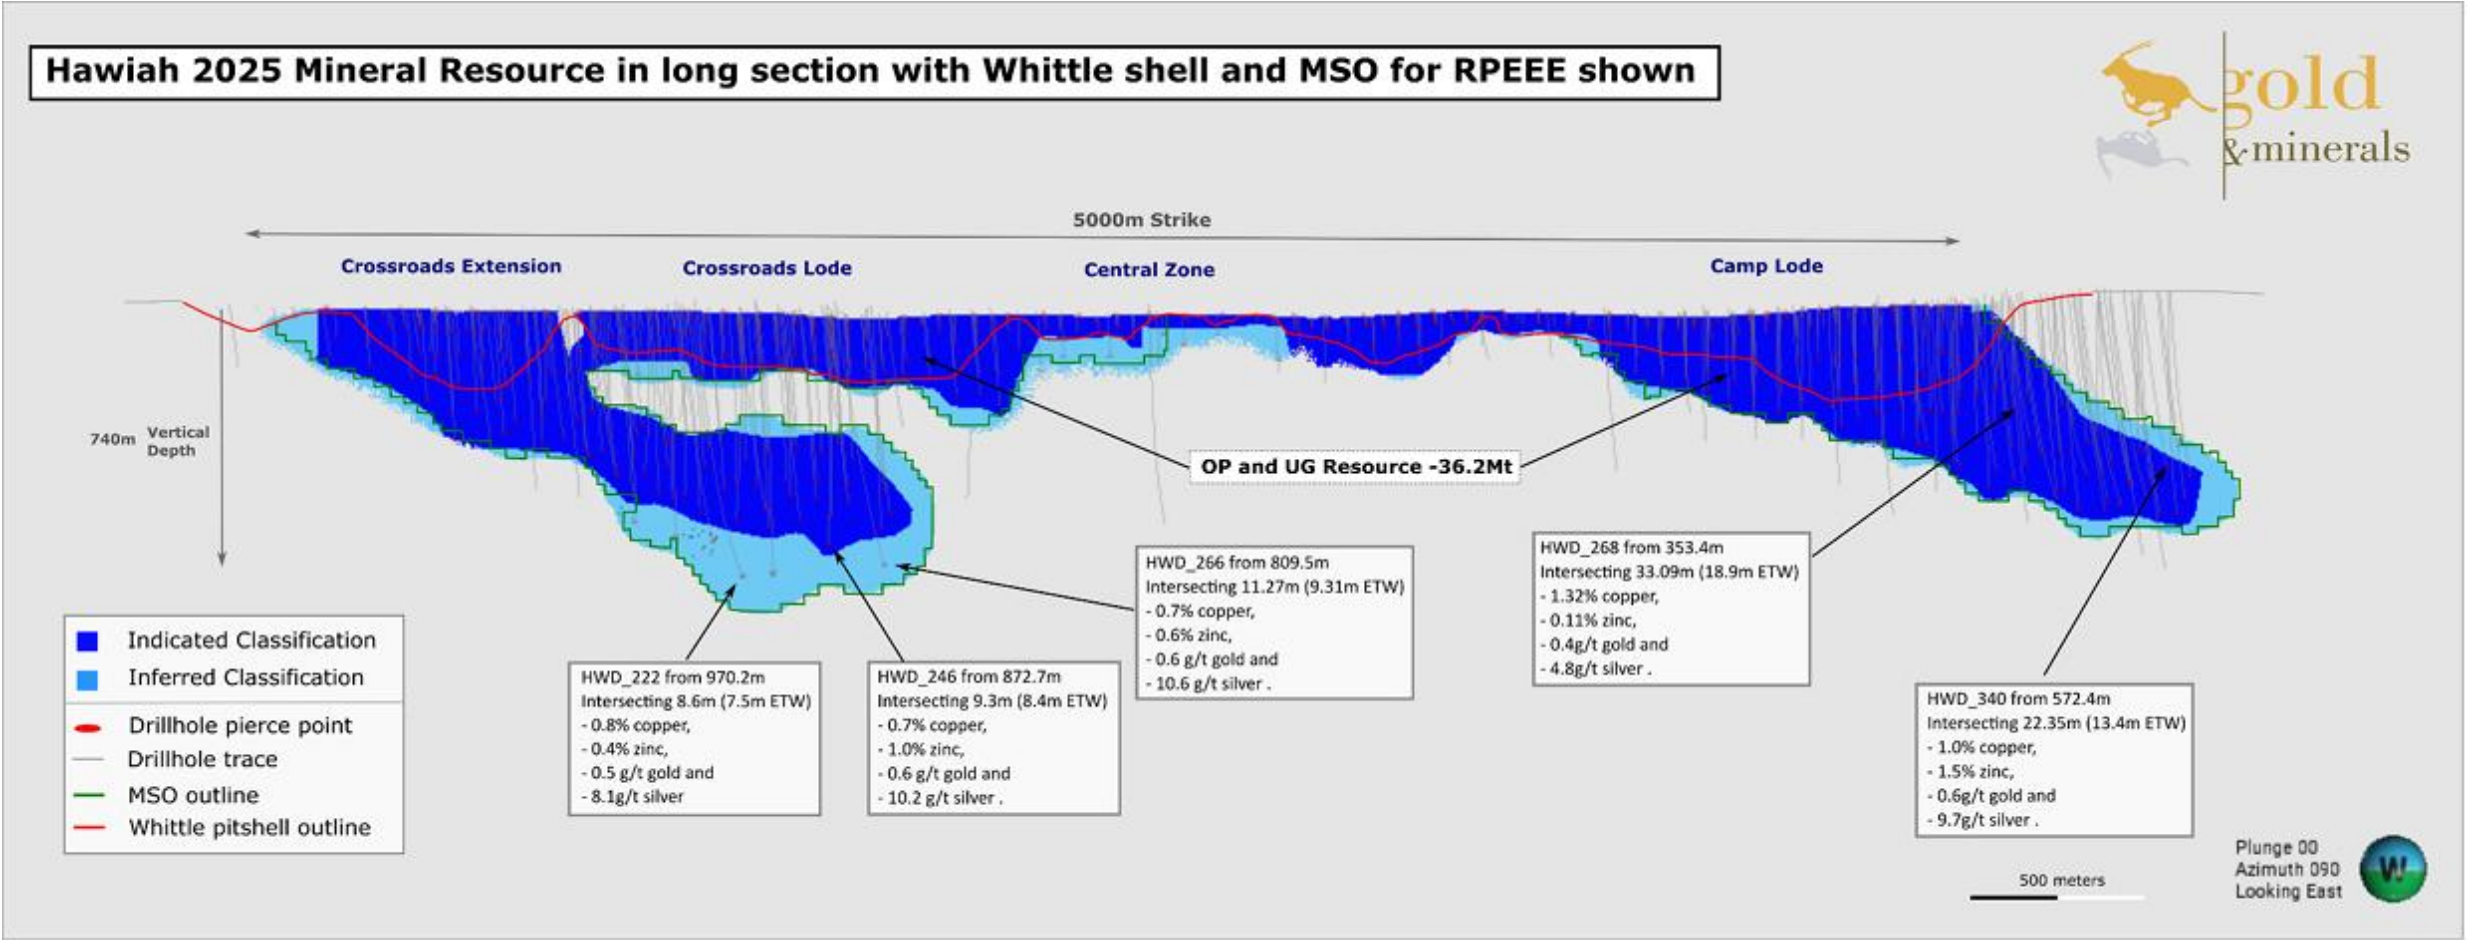 Hawiah 2025 Mineral Resource in long section with Whittle shell and MSO for RPEEE shown
gold
&minerals
5000m Strike
Crossroads Extension
Crossroads Lode
Central Zone
Camp Lode
740m Vertical
Depth
OP and UG Resource -36.2Mt
HWD_266 from 809.5m
Intersecting 11.27m (9.31m ETW)
- 0.7% copper,
- 0.6% zinc,
- 0.6 g/t gold and
- 10.6 g/t silver .
HWD_268 from 353.4m
Intersecting 33.09m (18.9m ETW)
- 1.32% copper,
- 0.11% zinc,
- 0.4g/t gold and
- 4.8g/t silver .
HWD_222 from 970.2m
Intersecting 8.6m (7.5m ETW)
- 0.8% copper,
- 0.4% zinc,
- 0.5 g/t gold and
- 8.1g/t silver
HWD_246 from 872.7m
Intersecting 9.3m (8.4m ETW)
- 0.7% copper,
- 1.0% zinc,
- 0.6 g/t gold and
- 10.2 g/t silver .
HWD_340 from 572.4m
Intersecting 22.35m (13.4m ETW)
- 1.0% copper,
- 1.5% zinc,
- 0.6g/t gold and
- 9.7g/t silver .
Indicated Classification
Inferred Classification
Drillhole pierce point
Drillhole trace
MSO outline
Whittle pitshell outline
500 meters
Plunge 00
Azimuth 090
Looking East
W